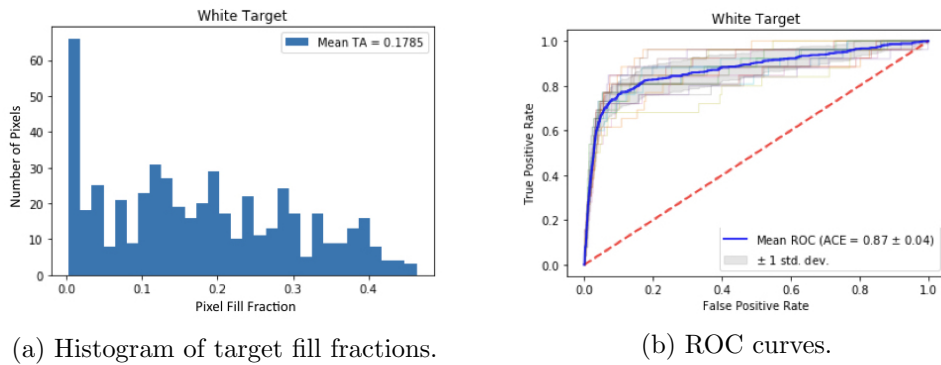 White Target
Mean TA = 0.1785
Number of Pixels
60
50
40
30
20
10
0
0.0 0.1 0.2 0.3 0.4
Pixel Fill Fraction
(a) Histogram of target fill fractions.
White Target
True Positive Rate
1.0
0.8
0.6
0.4
0.2
0.0
Mean ROC (ACE = 0.87 ± 0.04)
± 1 std. dev.
0.0 0.2 0.4 0.6 0.8 1.0
False Positive Rate
(b) ROC curves.